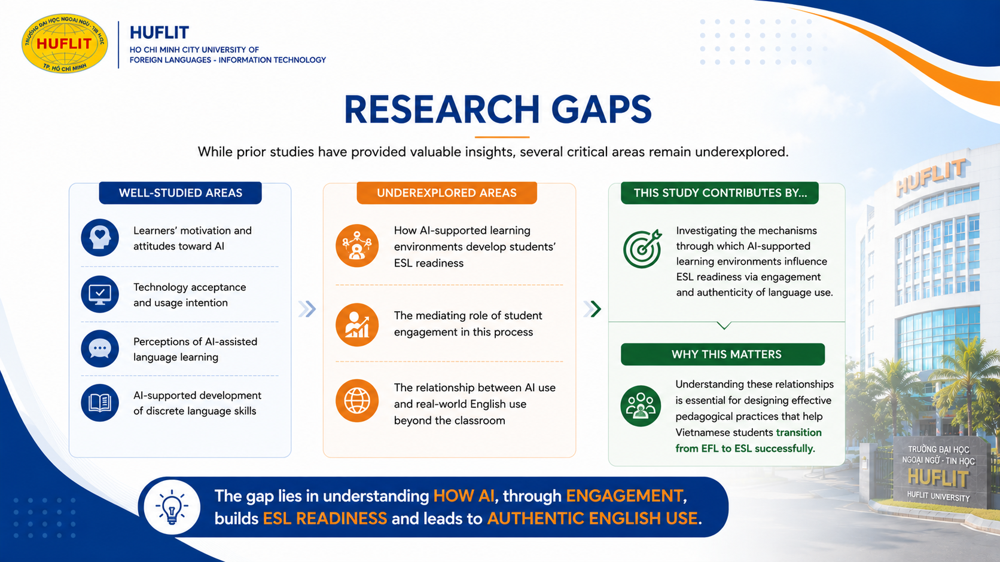 TRƯỜNG ĐẠI HỌC NGOẠI NGỮ - TIN HỌC
HUFLIT
TP. HỒ CHÍ MINH
HUFLIT
HO CHI MINH CITY UNIVERSITY OF
FOREIGN LANGUAGES - INFORMATION TECHNOLOGY
RESEARCH GAPS
While prior studies have provided valuable insights, several critical areas remain underexplored.
WELL-STUDIED AREAS
Learners’ motivation and
attitudes toward AI
Technology acceptance
and usage intention
Perceptions of AI-assisted
language learning
AI-supported development
of discrete language skills
UNDEREXPLORED AREAS
How AI-supported learning
environments develop students’
ESL readiness
The mediating role of student
engagement in this process
The relationship between AI use
and real-world English use
beyond the classroom
THIS STUDY CONTRIBUTES BY...
Investigating the mechanisms
through which AI-supported
learning environments influence
ESL readiness via engagement
and authenticity of language use.
WHY THIS MATTERS
Understanding these relationships
is essential for designing effective
pedagogical practices that help
Vietnamese students transition
from EFL to ESL successfully.
The gap lies in understanding HOW AI, through ENGAGEMENT,
builds ESL READINESS and leads to AUTHENTIC ENGLISH USE.
HUFLIT
TRƯỜNG ĐẠI HỌC
NGOẠI NGỮ - TIN HỌC
HUFLIT
HUFLIT UNIVERSITY